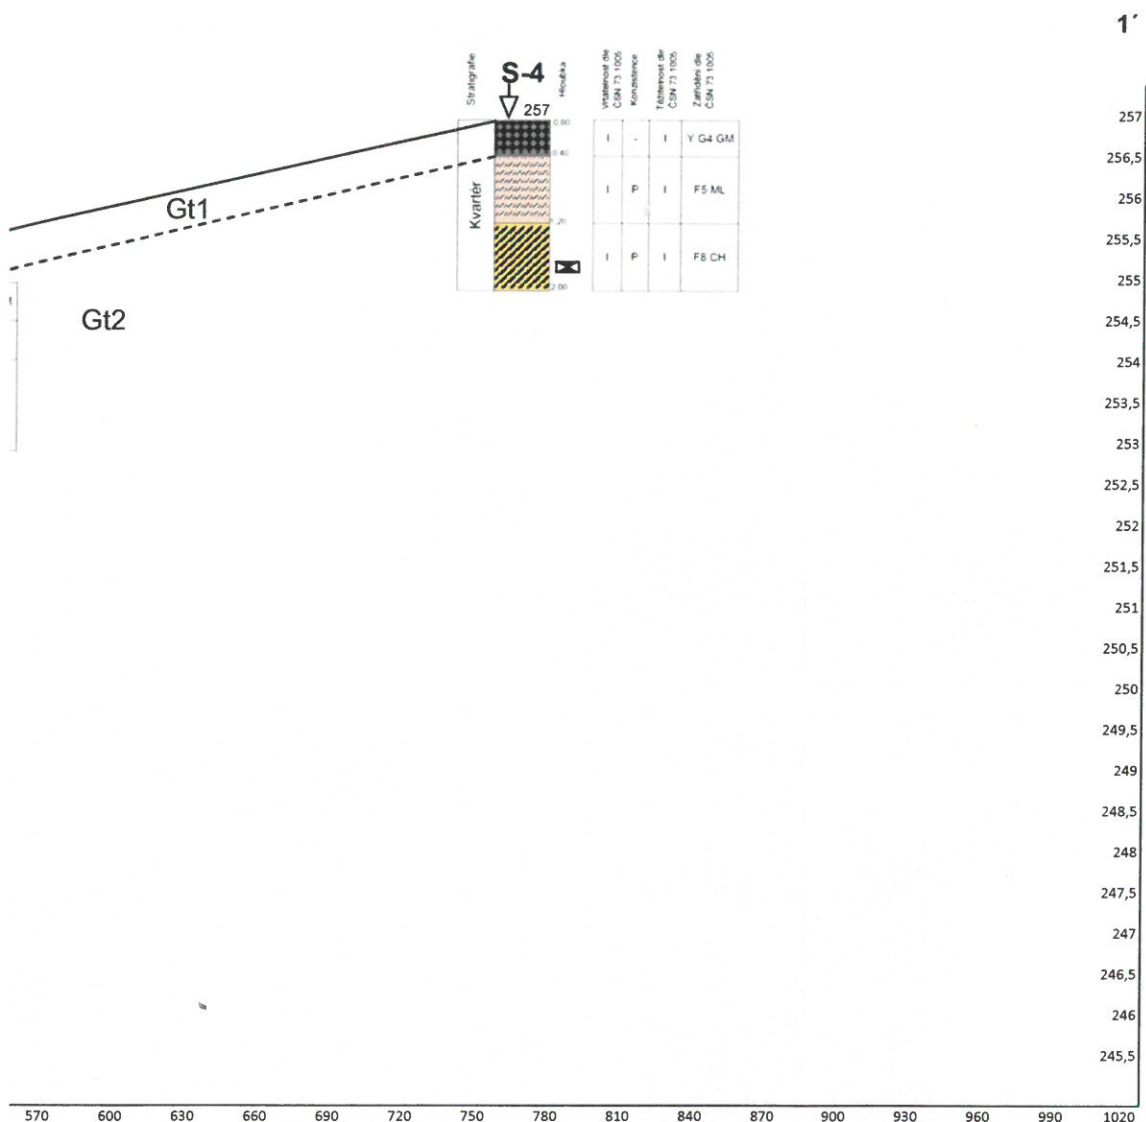 1´
Stratigrafie
S-4
Hloubka
Vrtatelnost dle ČSN 73 1005
Konzistence
Těžitelnost dle ČSN 73 1005
Zatřídění dle ČSN 73 1005
257
0.00
0.40
1.20
2.00
Kvartér
I - I Y G4 GM
I P I F5 ML
I P I F8 CH
Gt1
Gt2
257
256,5
256
255,5
255
254,5
254
253,5
253
252,5
252
251,5
251
250,5
250
249,5
249
248,5
248
247,5
247
246,5
246
245,5
570 600 630 660 690 720 750 780 810 840 870 900 930 960 990 1020